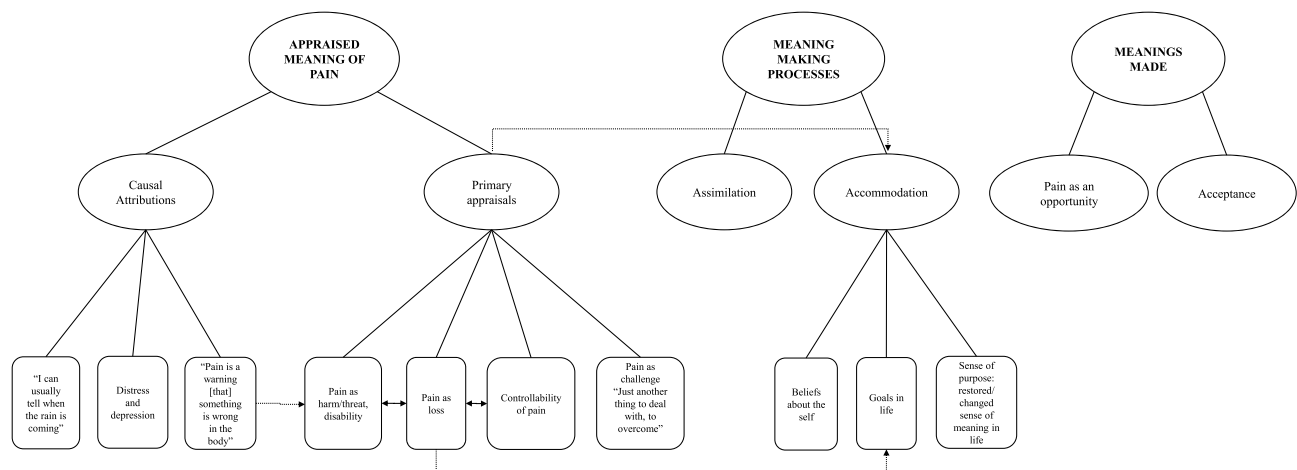 APPRAISED
MEANING OF
PAIN
MEANING
MAKING
PROCESSES
MEANINGS
MADE
Causal
Attributions
Primary
appraisals
Assimilation
Accommodation
Pain as an
opportunity
Acceptance
“I can
usually
tell when
the rain is
coming”
Distress
and
depression
“Pain is a
warning
[that]
something
is wrong
in the
body”
Pain as
harm/threat,
disability
Pain as
loss
Controllability
of pain
Pain as
challenge
“Just another
thing to deal
with, to
overcome”
Beliefs
about the
self
Goals in
life
Sense of
purpose:
restored/
changed
sense of
meaning in
life